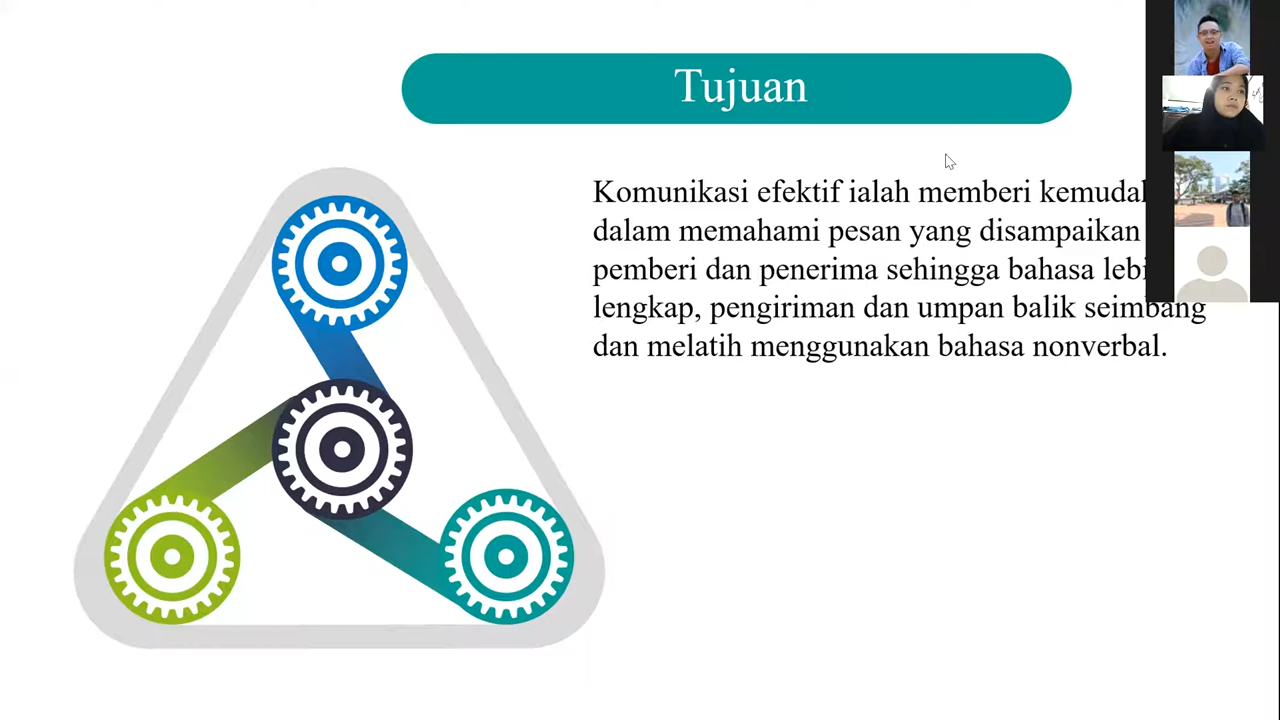 Tujuan
Komunikasi efektif ialah memberi
dalam memahami pesan yang disampaikan
pemberi dan penerima sehingga bahasa
lengkap, pengiriman dan umpan balik seimbang
dan melatih menggunakan bahasa nonverbal.